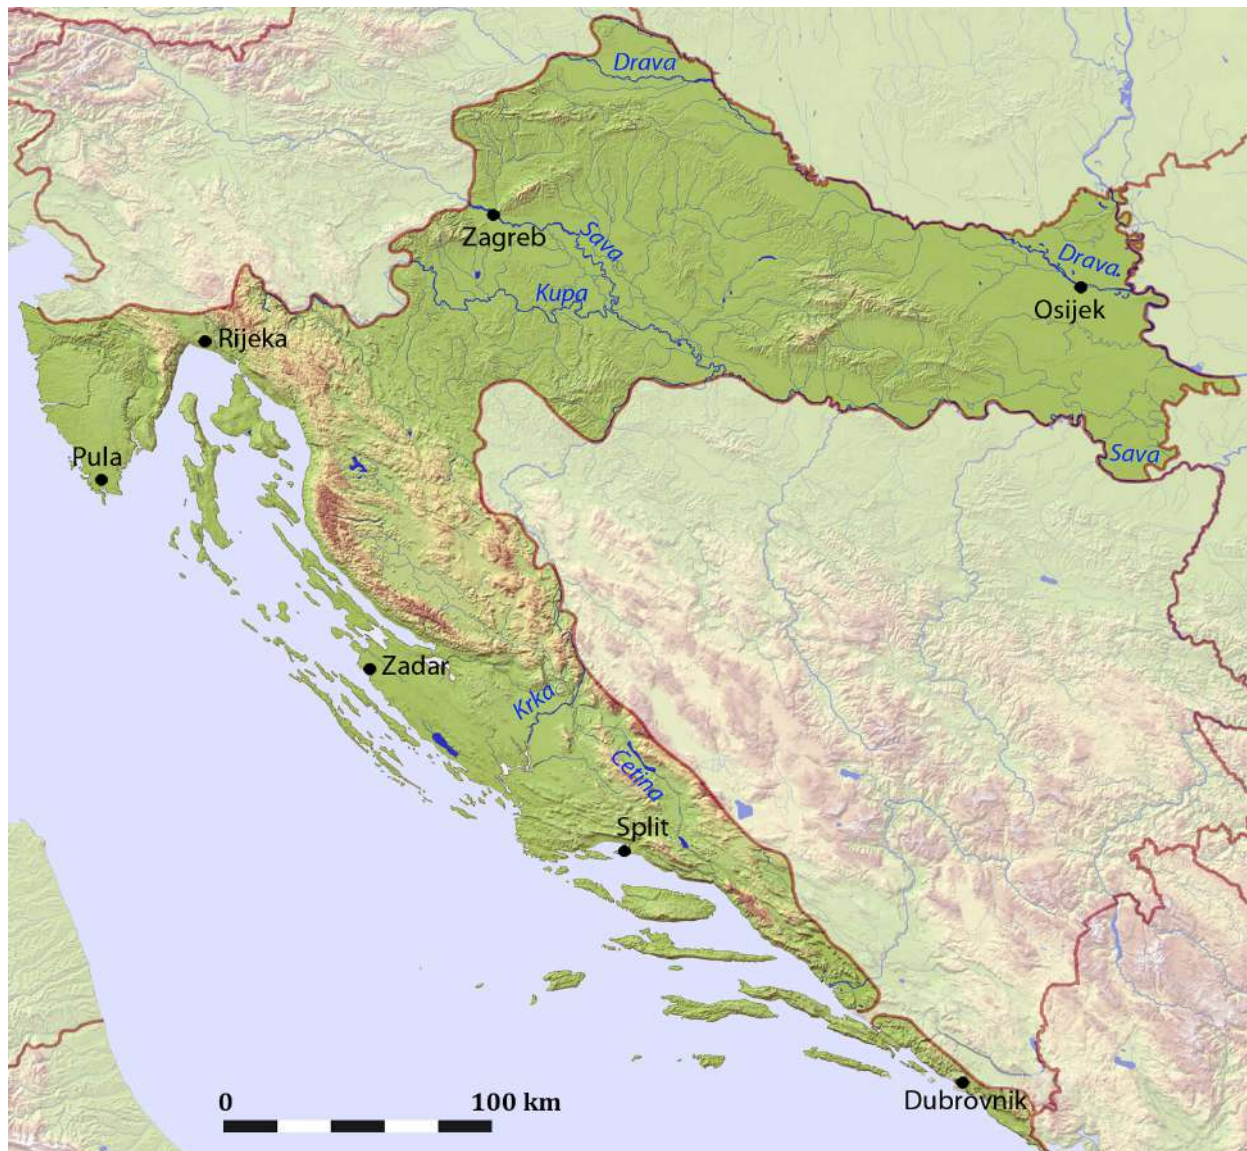 Drava
Zagreb
Sava
Kupa
Drava
Osijek
Rijeka
Pula
Sava
Zadar
Krka
Cetina
Split
Dubrovnik
0 100 km